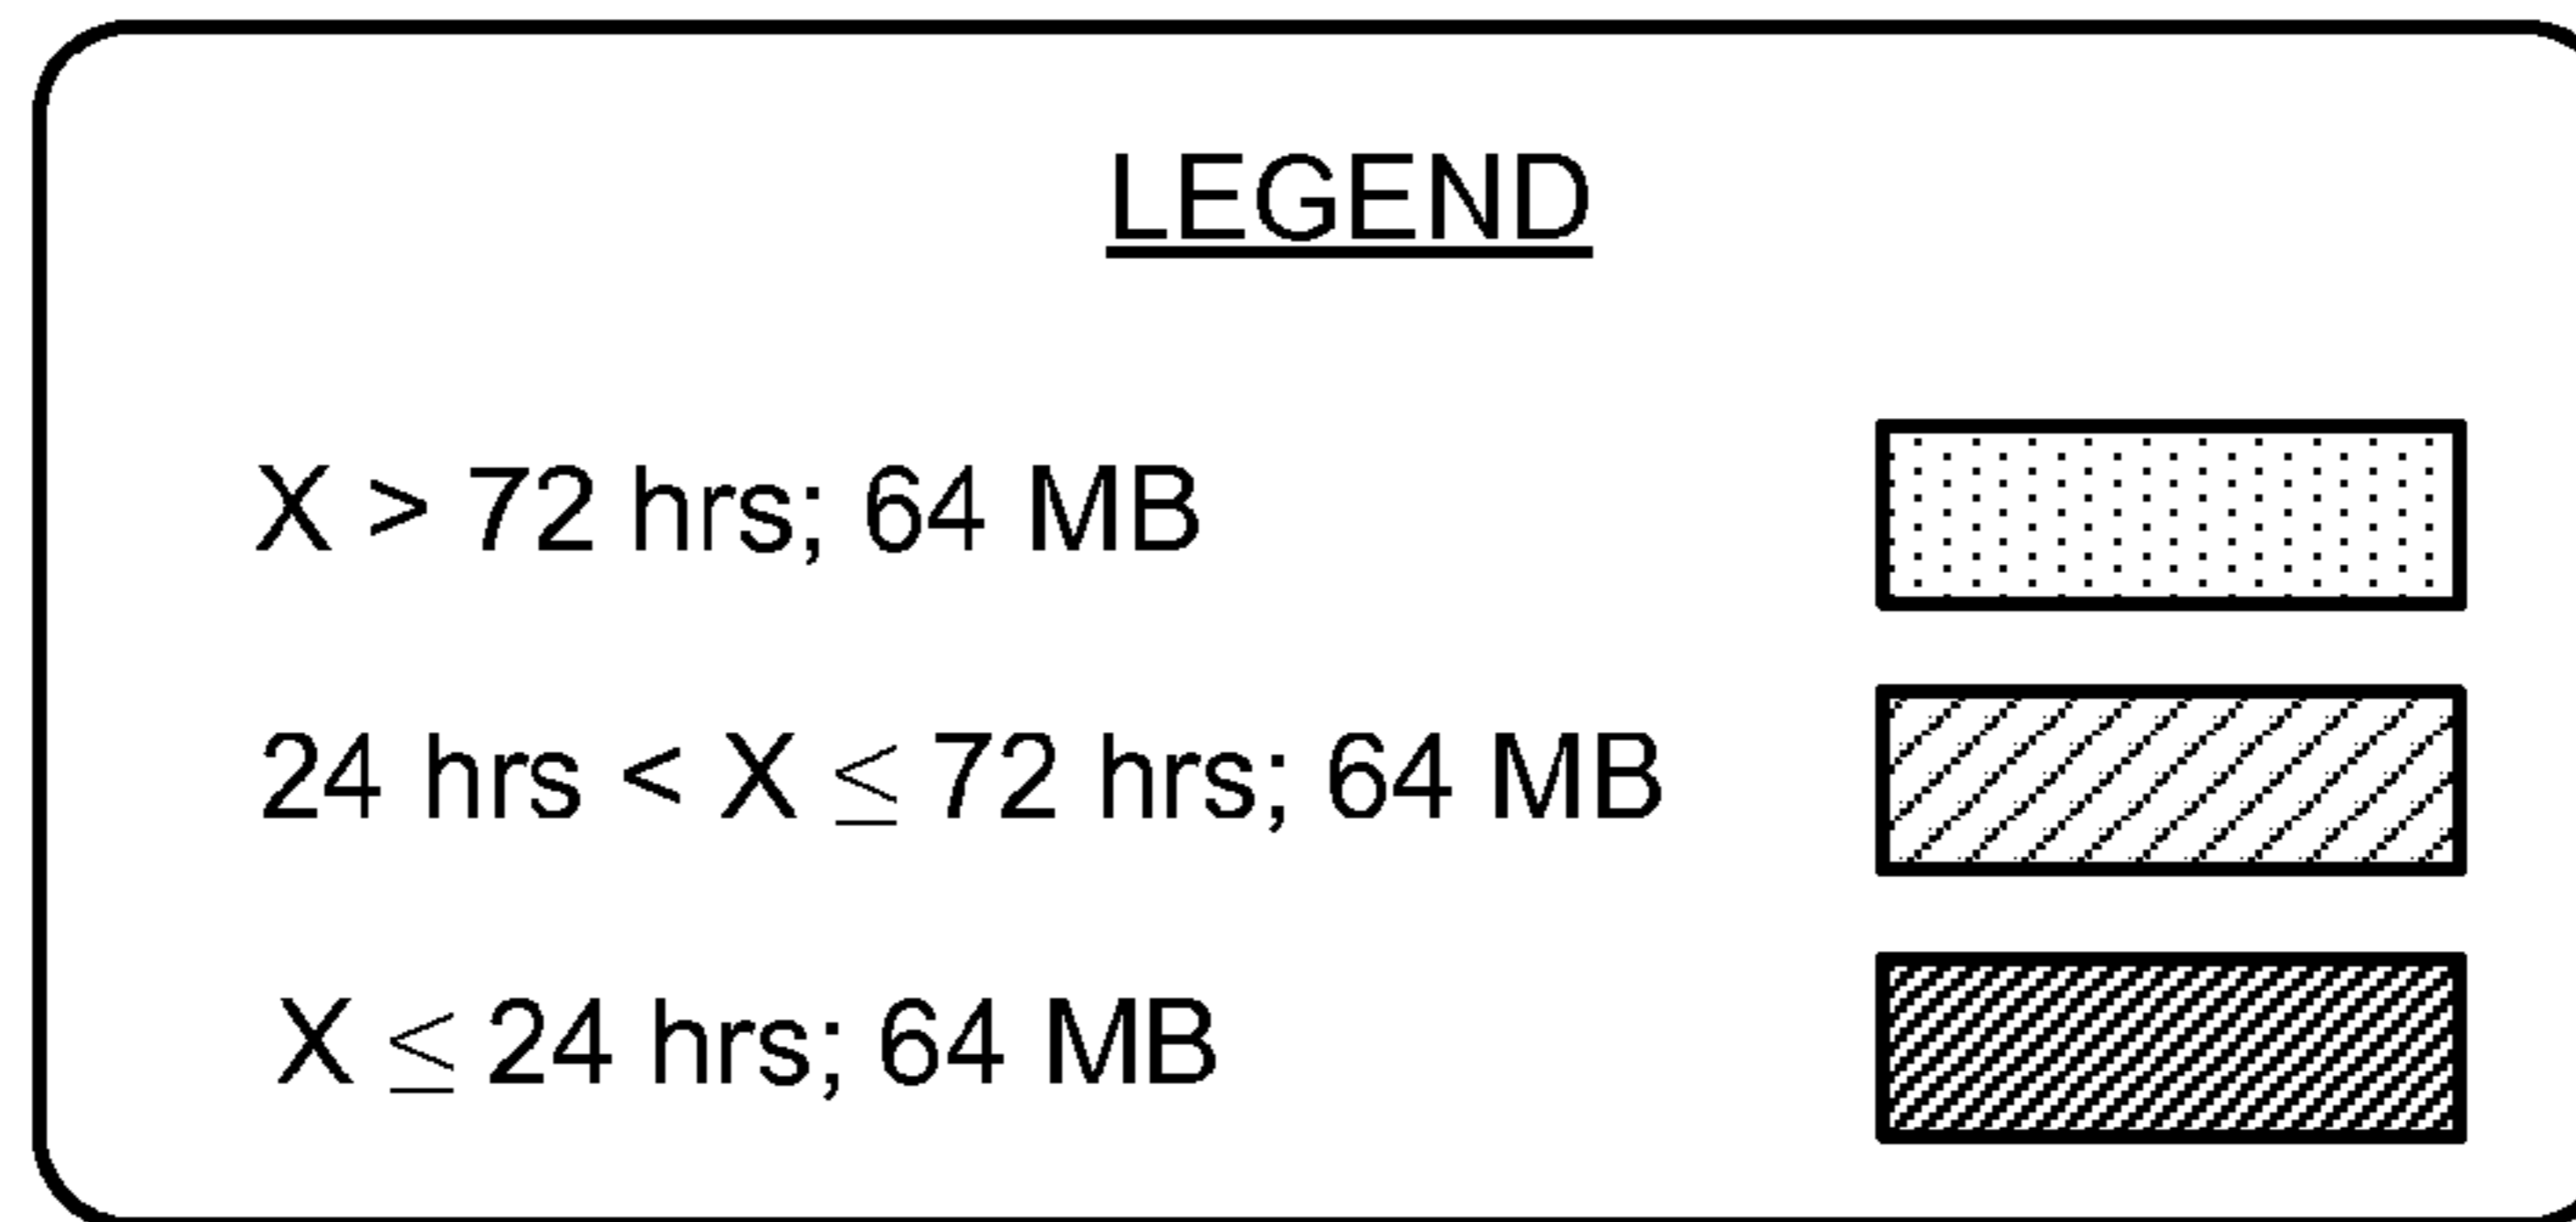 LEGEND
X > 72 hrs; 64 MB
24 hrs < X ≤ 72 hrs; 64 MB
X ≤ 24 hrs; 64 MB